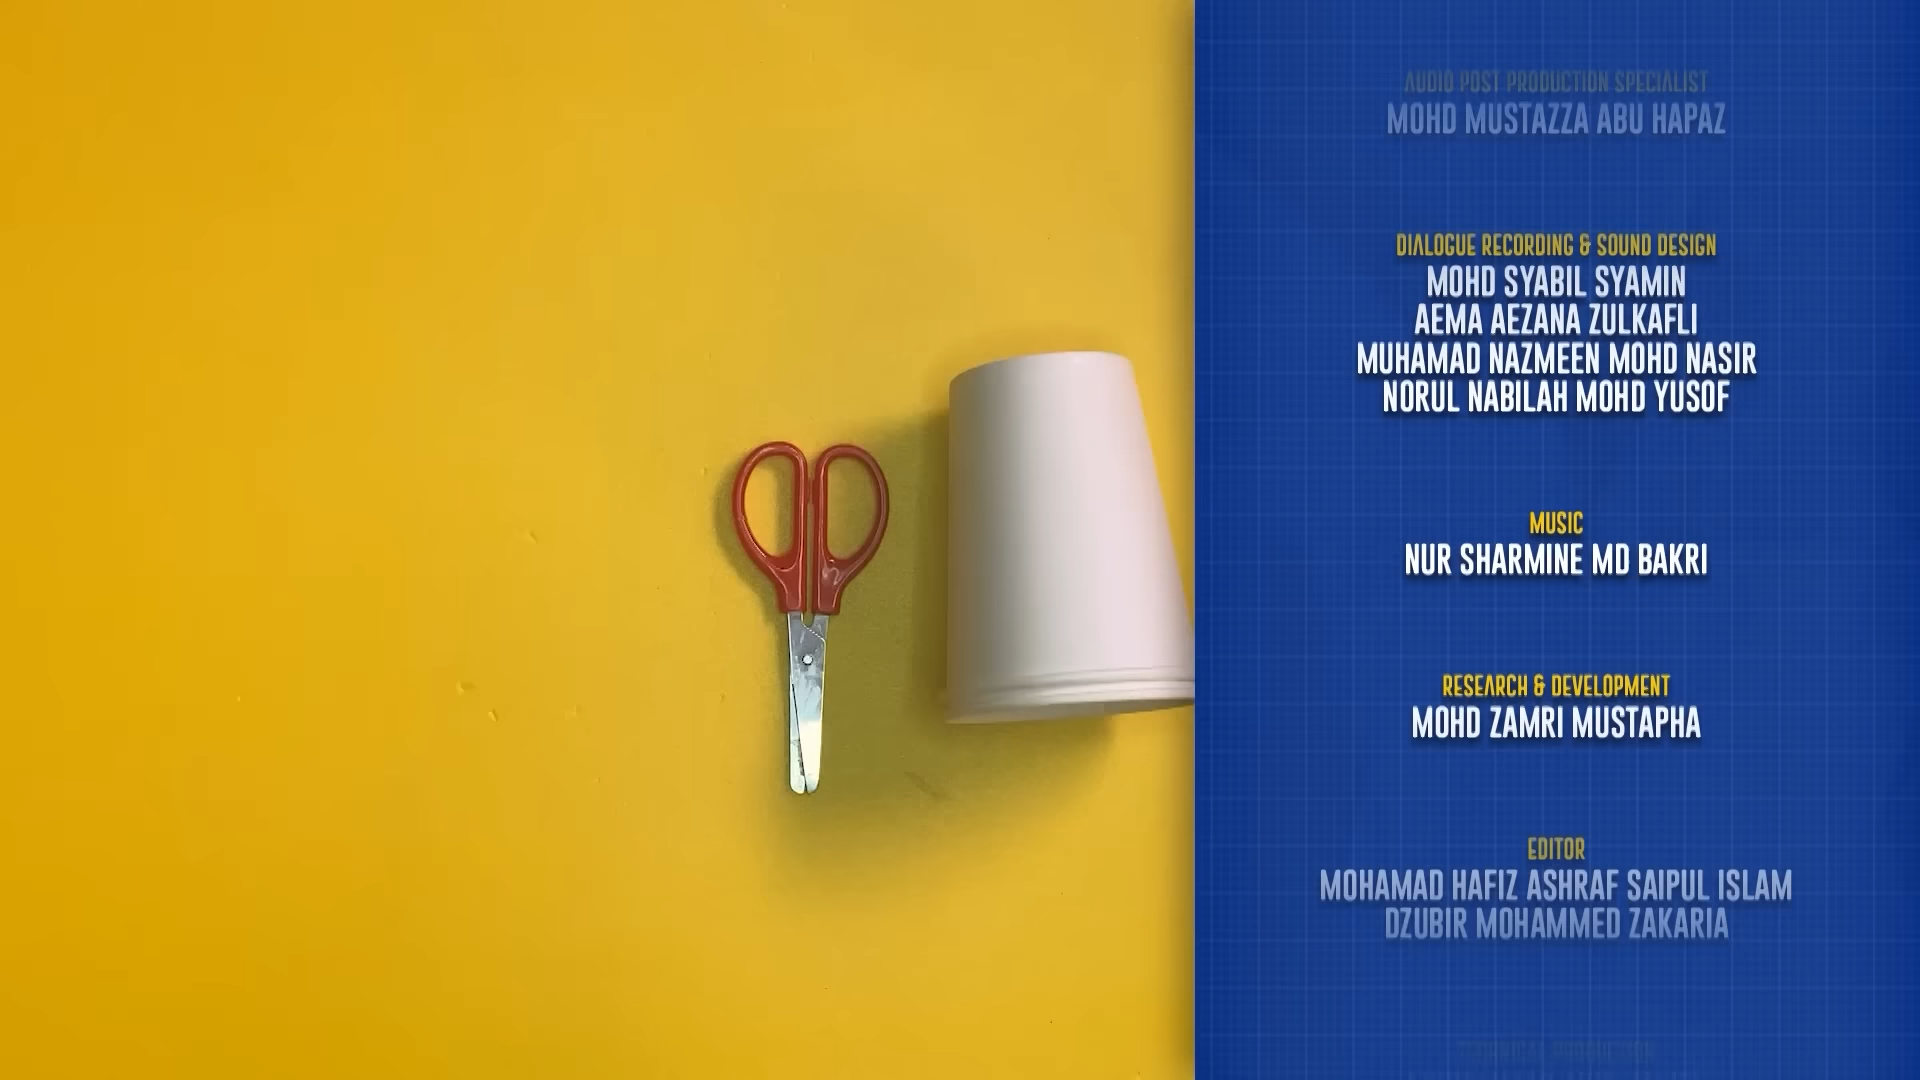 AUDIO POST PRODUCTION SPECIALIST
MOHD MUSTAZZA ABU HAPAZ
DIALOGUE RECORDING & SOUND DESIGN
MOHD SYABIL SYAMIN
AEMA AEZANA ZULKAFLI
MUHAMAD NAZMEEN MOHD NASIR
NORUL NABILAH MOHD YUSOF
MUSIC
NUR SHARMINE MD BAKRI
RESEARCH & DEVELOPMENT
MOHD ZAMRI MUSTAPHA
EDITOR
MOHAMAD HAFIZ ASHRAF SAIPUL ISLAM
DZUBIR MOHAMMED ZAKARIA
TECHNICAL PRODUCTION